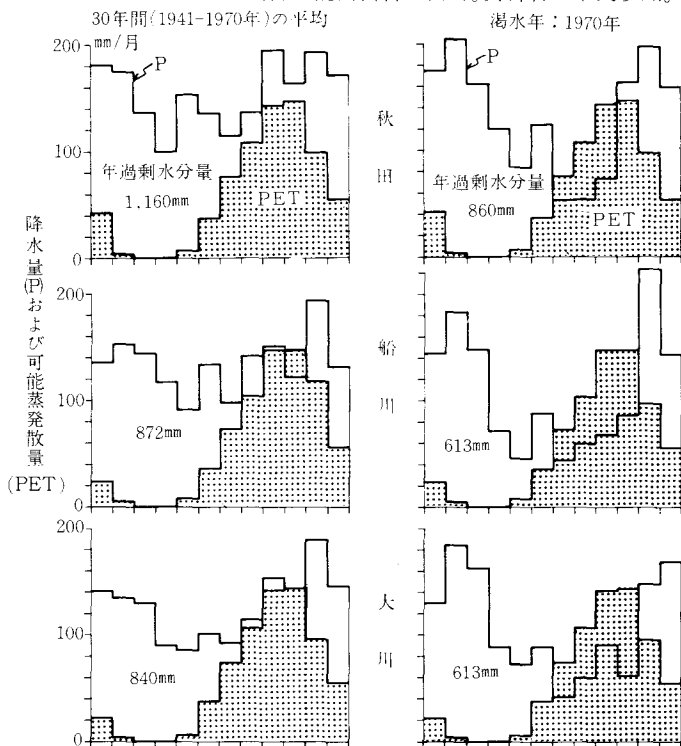 30年間(1941-1970年)の平均
渇水年：1970年
200
mm/月
P
100
年過剰水分量
1.160mm
PET
0
秋田
P
年過剰水分量
860mm
PET
降水量(P)および可能蒸発散量(PET)
200
100
872mm
0
船川
613mm
200
100
840mm
0
大川
613mm